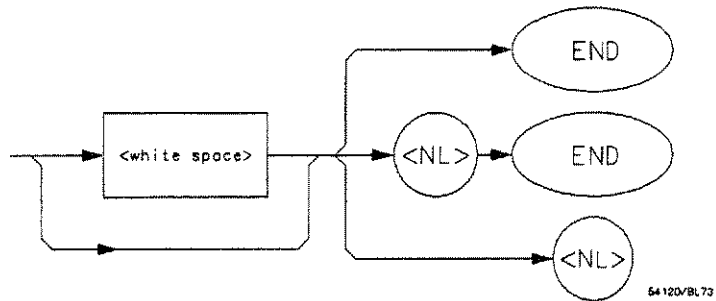 END
<white space>
<NL>
END
<NL>
54120/BL73